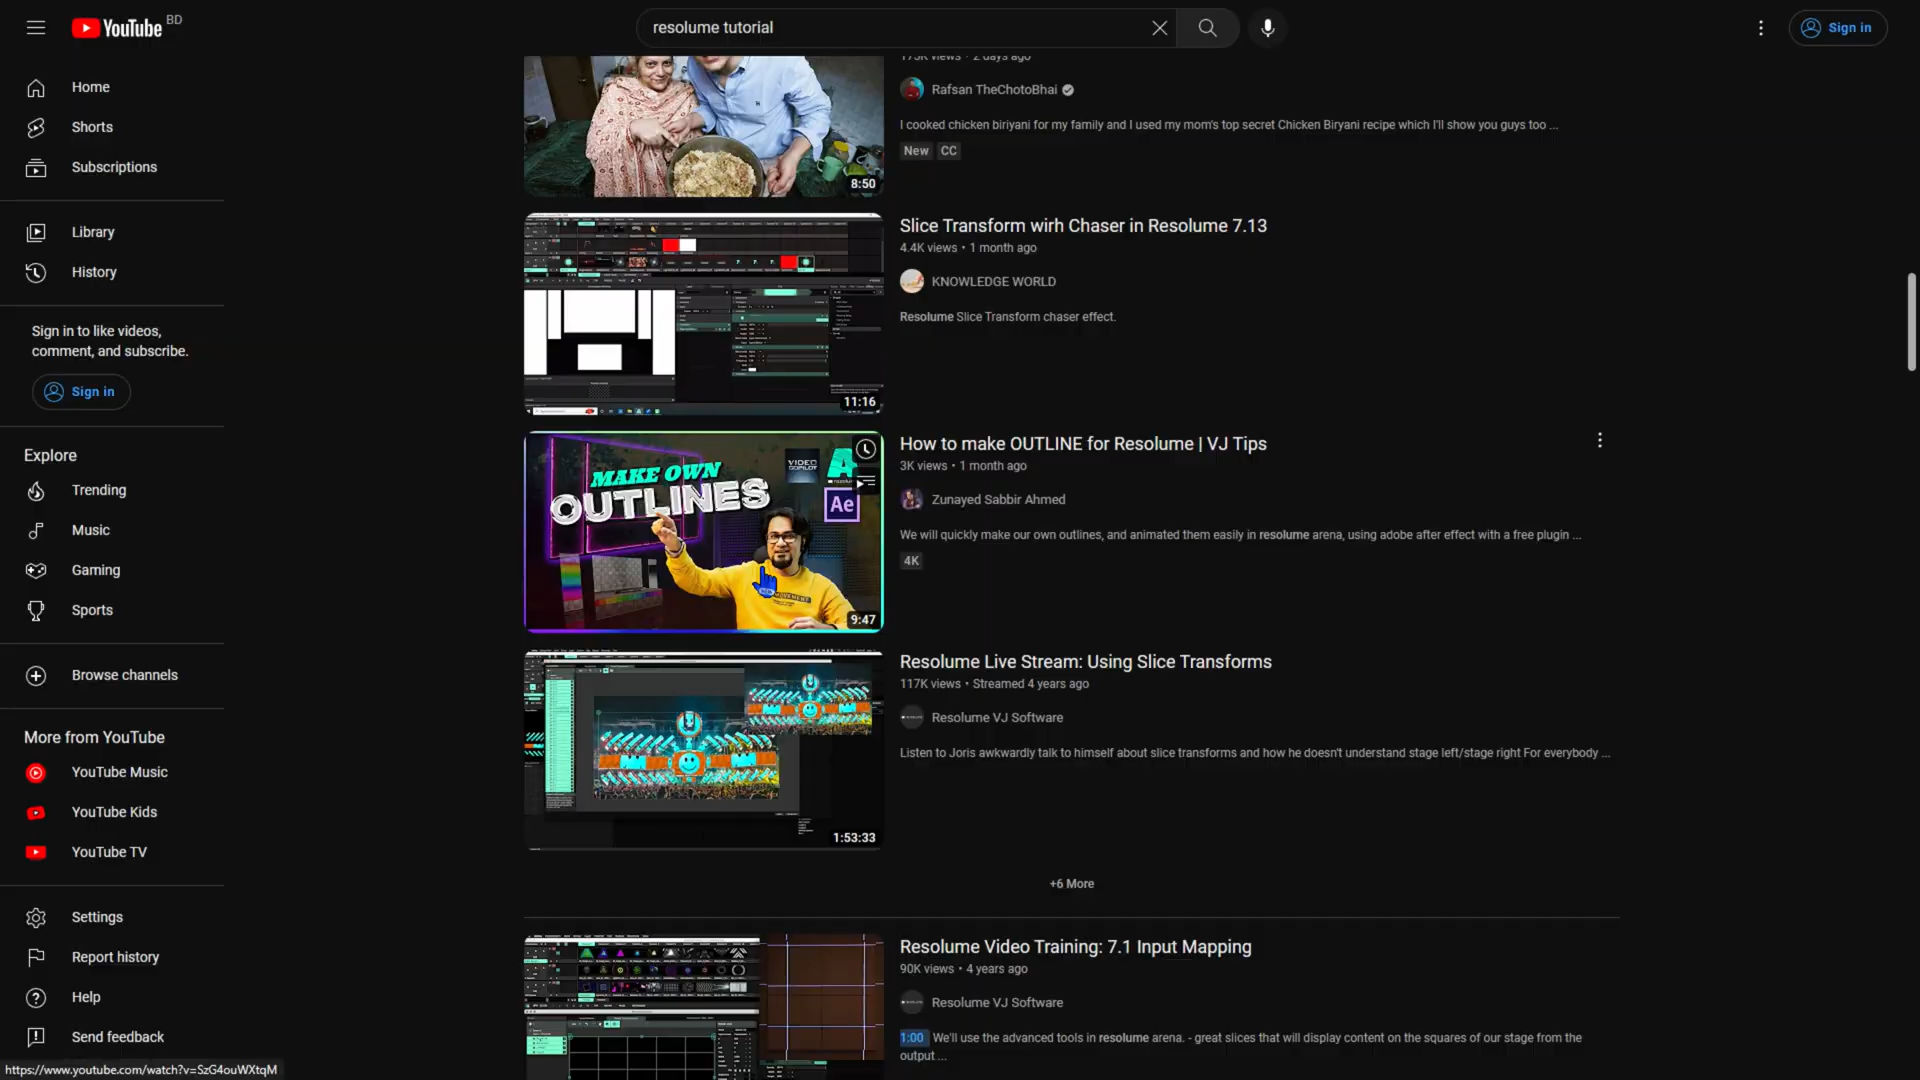 YouTube BD
resolume tutorial
Sign in
Home
Shorts
Subscriptions
Library
History
Sign in to like videos,
comment, and subscribe.
Sign in
Explore
Trending
Music
Gaming
Sports
Browse channels
More from YouTube
YouTube Music
YouTube Kids
YouTube TV
Settings
Report history
Help
Send feedback
https://www.youtube.com/watch?v=SzG4ouWXtqM
175K views • 2 days ago
Rafsan TheChotoBhai
I cooked chicken biriyani for my family and I used my mom's top secret Chicken Biryani recipe which I'll show you guys too ...
New CC
8:50
Slice Transform wirh Chaser in Resolume 7.13
4.4K views • 1 month ago
KNOWLEDGE WORLD
Resolume Slice Transform chaser effect.
11:16
MAKE OWN
OUTLINES
VIDEO
COPILOT
Ae
9:47
How to make OUTLINE for Resolume | VJ Tips
3K views • 1 month ago
Zunayed Sabbir Ahmed
We will quickly make our own outlines, and animated them easily in resolume arena, using adobe after effect with a free plugin ...
4K
Resolume Live Stream: Using Slice Transforms
117K views • Streamed 4 years ago
Resolume VJ Software
Listen to Joris awkwardly talk to himself about slice transforms and how he doesn't understand stage left/stage right For everybody ...
1:53:33
+6 More
Resolume Video Training: 7.1 Input Mapping
90K views • 4 years ago
Resolume VJ Software
1:00 We'll use the advanced tools in resolume arena. - great slices that will display content on the squares of our stage from the
output ...